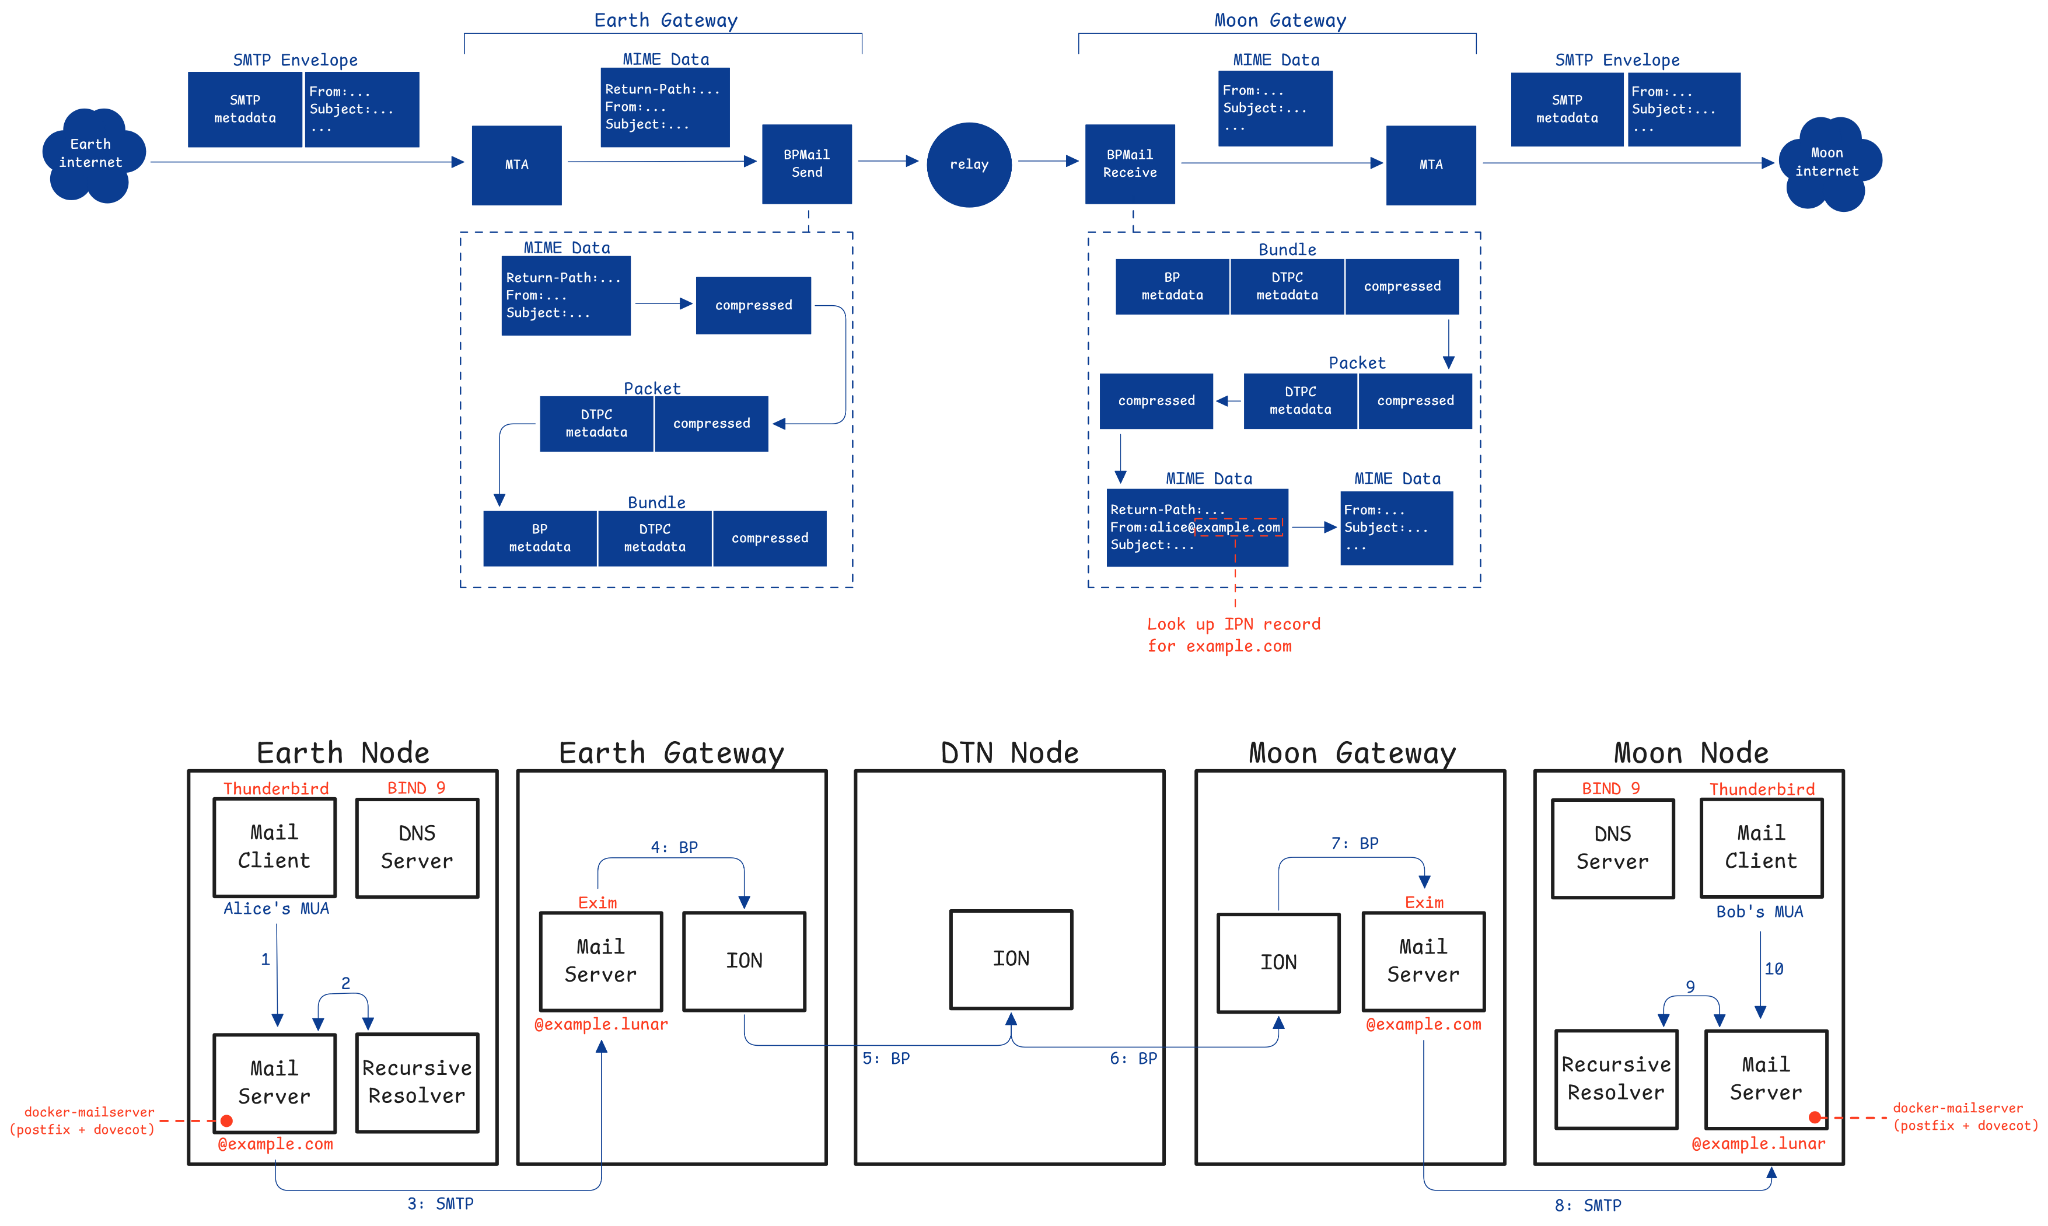 Earth Gateway
Moon Gateway
SMTP Envelope
MIME Data
MIME Data
SMTP Envelope
SMTP
metadata
From:...
Subject:...
...
Return-Path:...
From:...
Subject:...
From:...
Subject:...
...
SMTP
metadata
From:...
Subject:...
...
Earth
internet
MTA
BPMail
Send
relay
BPMail
Receive
MTA
Moon
internet
MIME Data
Return-Path:...
From:...
Subject:...
compressed
Packet
DTPC
metadata
compressed
Bundle
BP
metadata
DTPC
metadata
compressed
Bundle
BP
metadata
DTPC
metadata
compressed
Packet
compressed
DTPC
metadata
compressed
MIME Data
Return-Path:...
From:alice@example.com
Subject:...
MIME Data
From:...
Subject:...
...
Look up IPN record
for example.com
Earth Node
Thunderbird
Mail
Client
Alice's MUA
BIND 9
DNS
Server
1
2
Mail
Server
@example.com
Recursive
Resolver
docker-mailserver
(postfix + dovecot)
3: SMTP
Earth Gateway
4: BP
Exim
Mail
Server
@example.lunar
ION
5: BP
DTN Node
ION
6: BP
Moon Gateway
7: BP
ION
Exim
Mail
Server
@example.com
8: SMTP
Moon Node
BIND 9
DNS
Server
Thunderbird
Mail
Client
Bob's MUA
9
10
Recursive
Resolver
Mail
Server
@example.lunar
docker-mailserver
(postfix + dovecot)